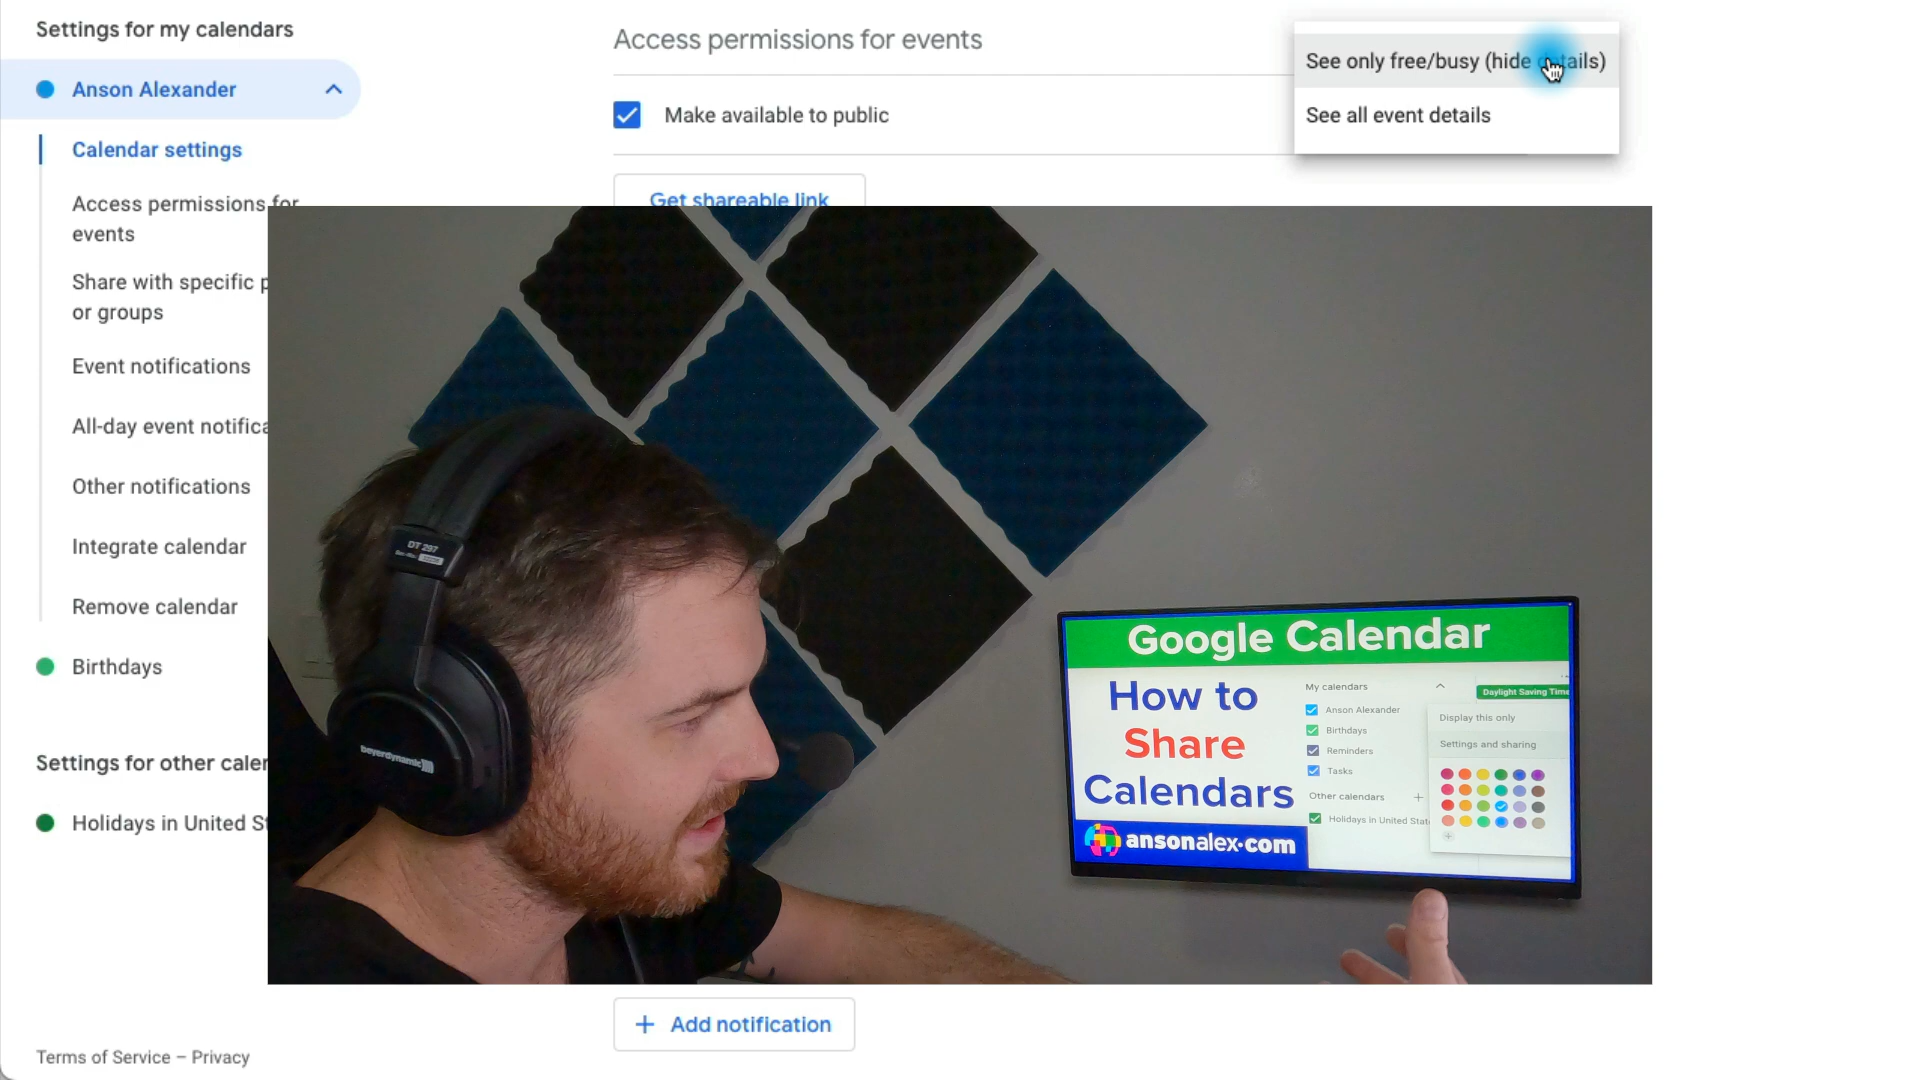 Settings for my calendars
Anson Alexander
Calendar settings
Access permissions for
events
Share with specific p
or groups
Event notifications
All-day event notifica
Other notifications
Integrate calendar
Remove calendar
Birthdays
Settings for other caler
Holidays in United St
Terms of Service – Privacy
Access permissions for events
Make available to public
See only free/busy (hide details)
See all event details
Get shareable link
DT 297
beyerdynamic
Google Calendar
How to
Share
Calendars
ansonalex.com
My calendars
Anson Alexander
Birthdays
Reminders
Tasks
Other calendars
Holidays in United Stat
Daylight Saving Time
Display this only
Settings and sharing
+ Add notification